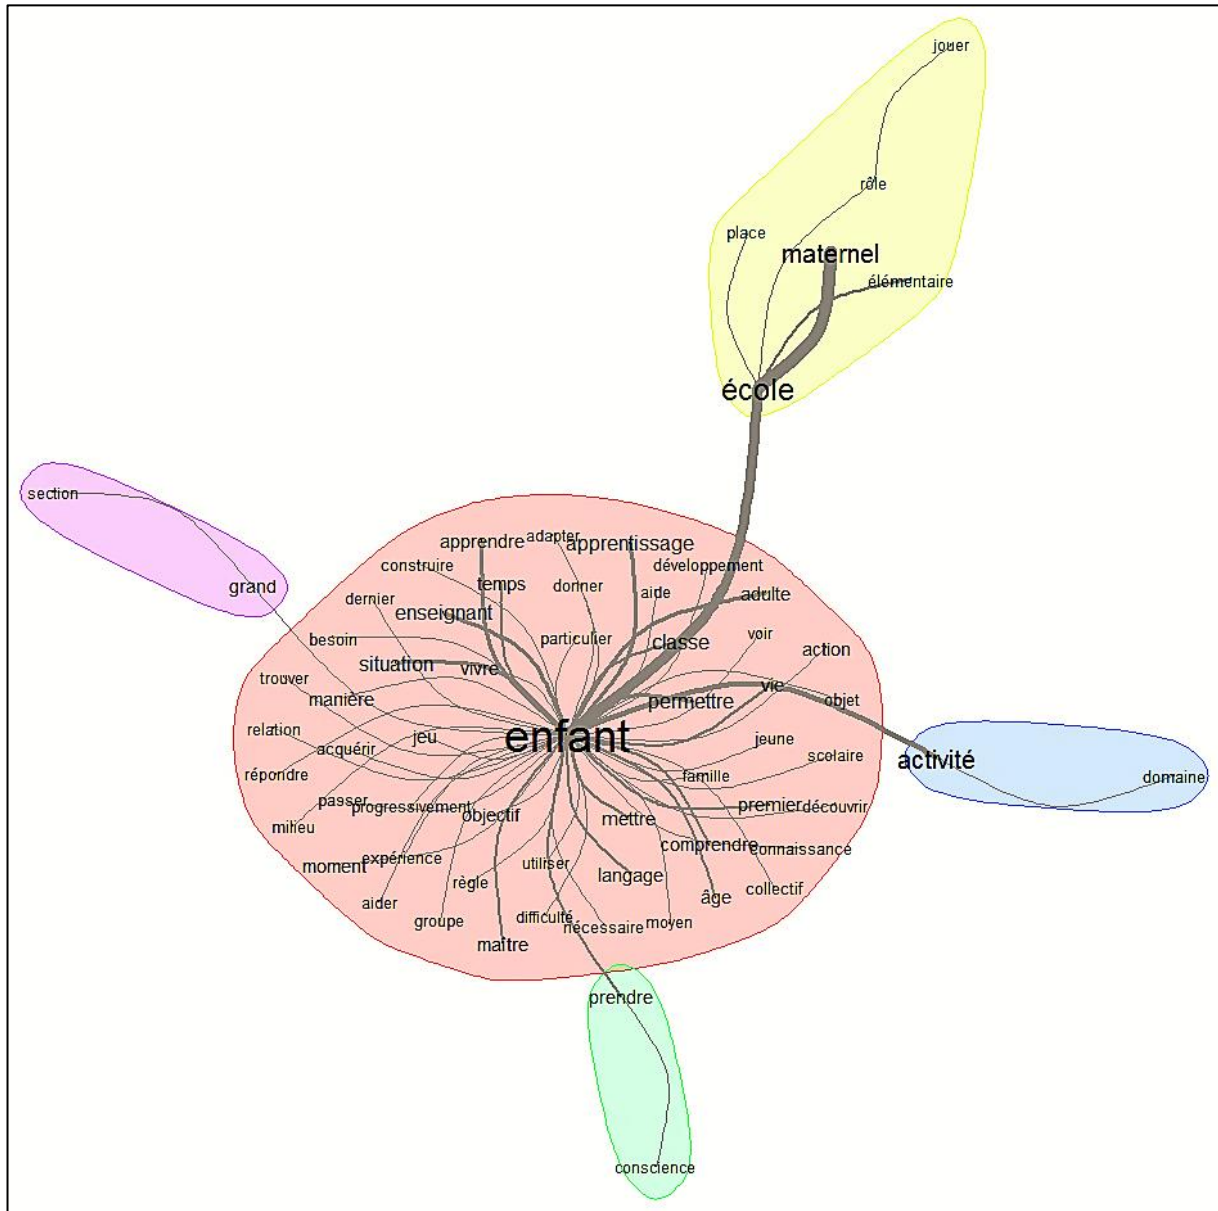 jouer
rôle
place
maternel
élémentaire
école
section
grand
apprendre
adapter
apprentissage
construire
développement
temps
donner
aide
adulte
dernier
enseignant
besoin
particulier
classe
voir
situation
vivre
action
trouver
manière
permettre
vie
objet
relation
acquérir
jeu
enfant
jeune
scolaire
activité
domaine
répondre
famille
passer
progressivement
objectif
mettre
premier
découvrir
milieu
comprendre
connaissance
moment
expérience
utiliser
langage
règle
collectif
aider
âge
groupe
difficulté
nécessaire
moyen
maître
prendre
conscience